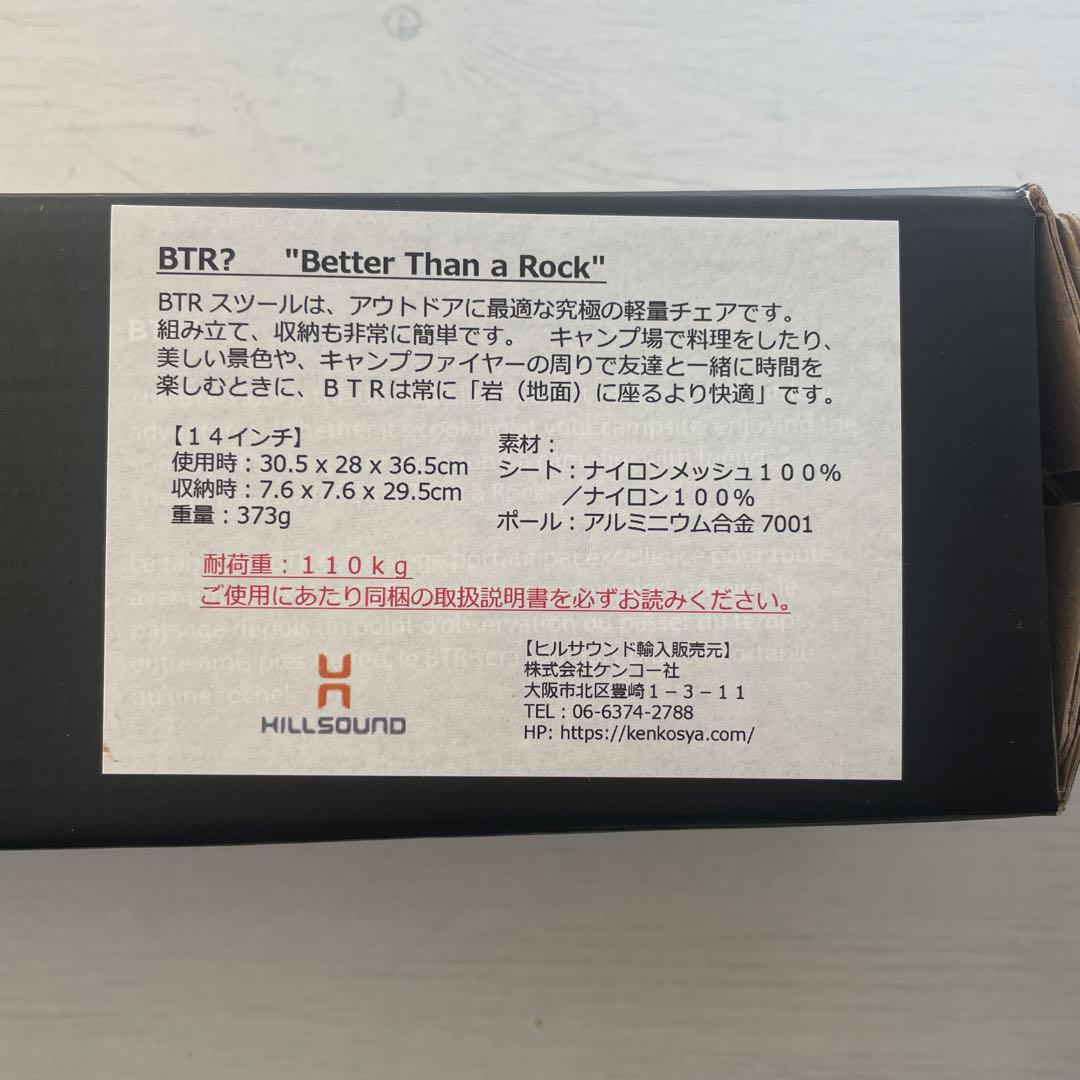 BTR? "Better Than a Rock"
BTR スツールは、アウトドアに最適な究極の軽量チェアです。
組み立て、収納も非常に簡単です。 キャンプ場で料理をしたり、
美しい景色や、キャンプファイヤーの周りで友達と一緒に時間を
楽しむときに、ＢＴＲは常に「岩（地面）に座るより快適」です。
【１４インチ】
使用時：30.5 x 28 x 36.5cm
収納時：7.6 x 7.6 x 29.5cm
重量：373g
素材：
シート：ナイロンメッシュ１００％
／ナイロン１００％
ポール：アルミニウム合金 7001
耐荷重：１１０ｋｇ
ご使用にあたり同梱の取扱説明書を必ずお読みください。
HILLSOUND
【ヒルサウンド輸入販売元】
株式会社ケンコー社
大阪市北区豊崎１－３－１１
TEL：06-6374-2788
HP: https://kenkosya.com/